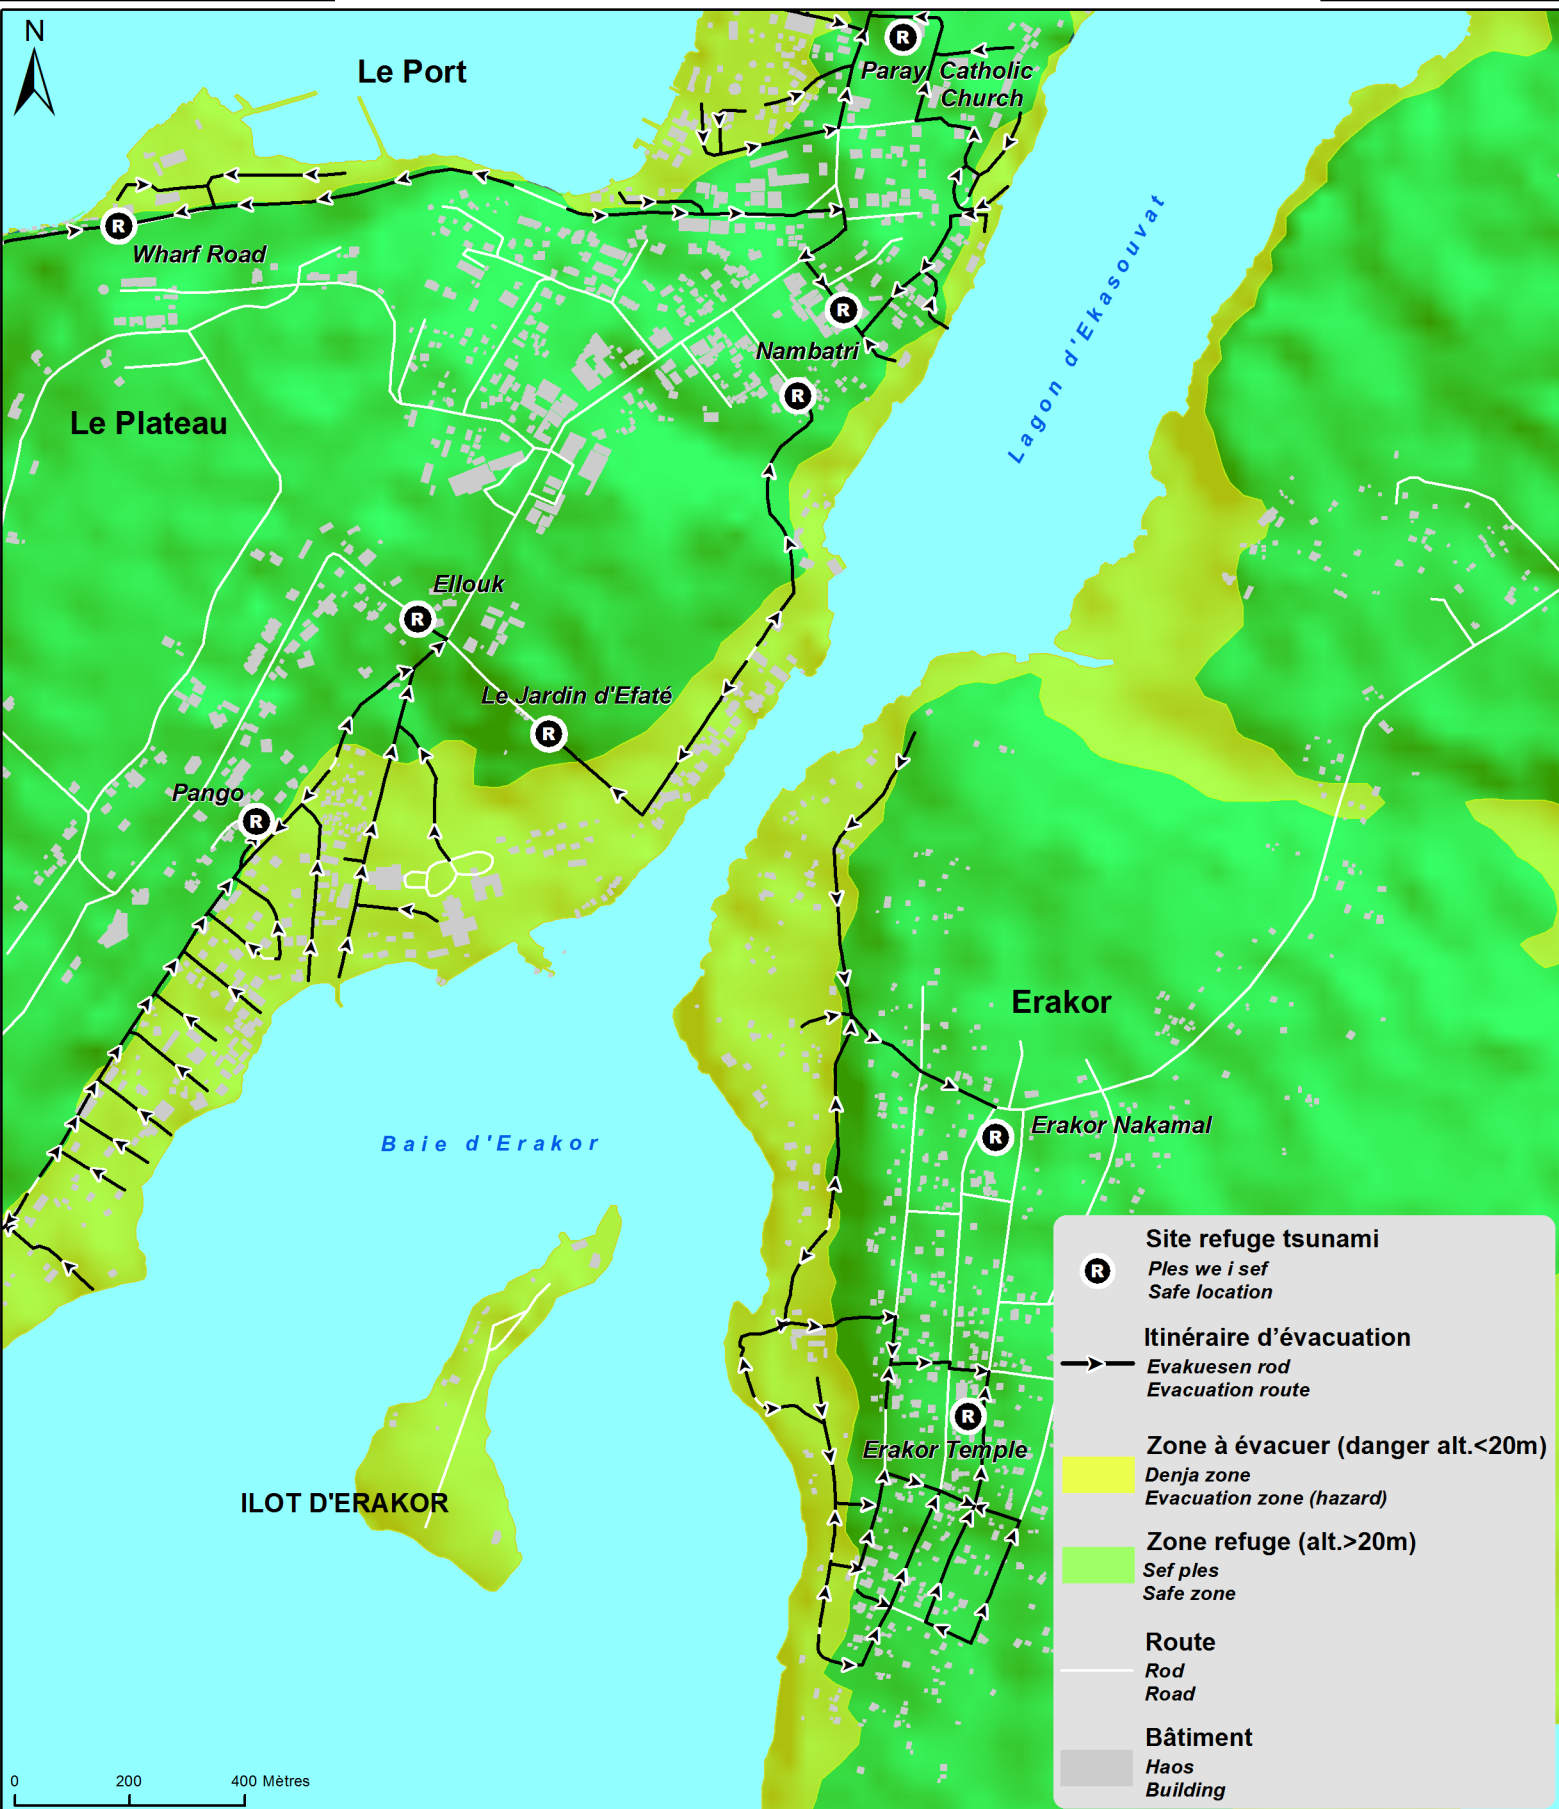 N
Le Port
R
Paray Catholic
Church
R
Wharf Road
Lagon d'Ekasouvat
R
Nambatri
R
Le Plateau
Ellouk
R
Le Jardin d'Efaté
R
Pango
R
Erakor
Erakor Nakamal
R
Baie d'Erakor
R
Erakor Temple
ILOT D'ERAKOR
R
Site refuge tsunami
Ples we i sef
Safe location
Itinéraire d’évacuation
Evakuesen rod
Evacuation route
Zone à évacuer (danger alt.<20m)
Denja zone
Evacuation zone (hazard)
Zone refuge (alt.>20m)
Sef ples
Safe zone
Route
Rod
Road
Bâtiment
Haos
Building
0 200 400 Mètres